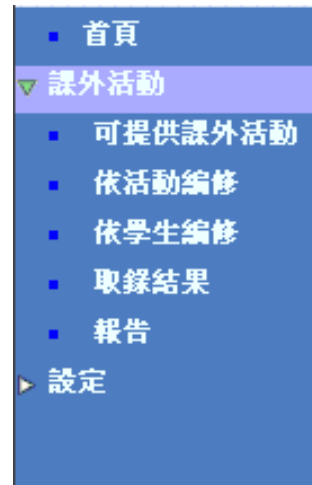 首頁
課外活動
可提供課外活動
依活動編修
依學生編修
取錄結果
報告
設定